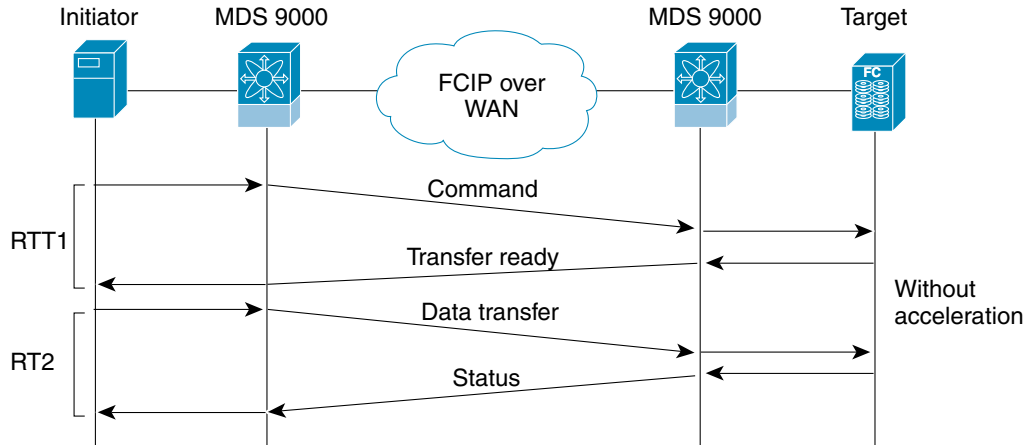 Initiator
MDS 9000
MDS 9000
Target
FCIP over
WAN
FC
Command
RTT1
Transfer ready
Data transfer
Without
acceleration
RT2
Status